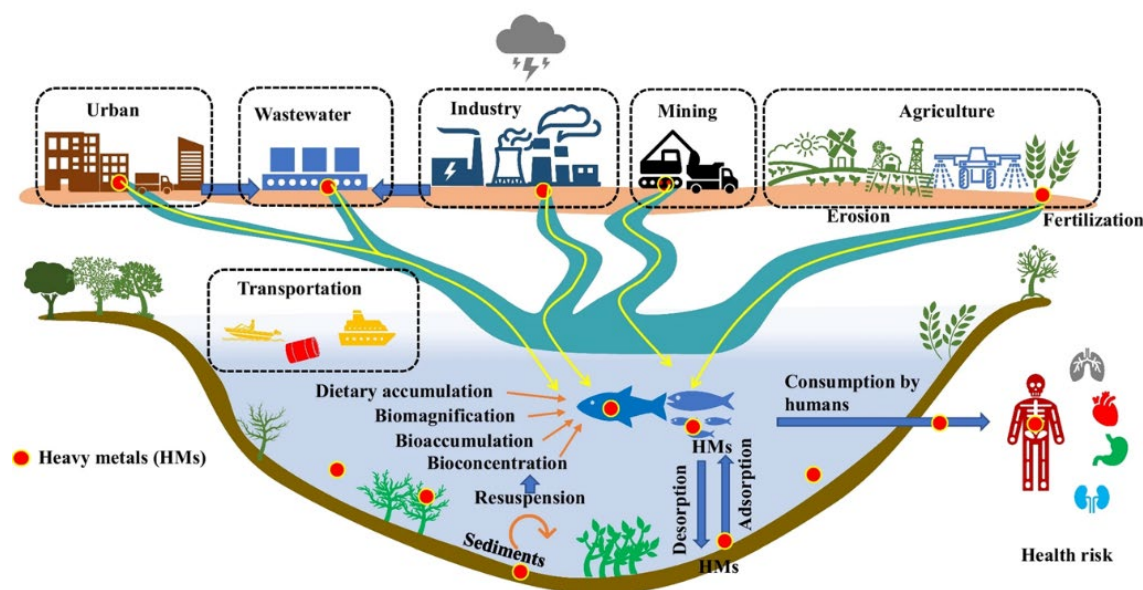 Urban
Wastewater
Industry
Mining
Agriculture
Erosion
Fertilization
Transportation
Dietary accumulation
Biomagnification
Bioaccumulation
Bioconcentration
Resuspension
Sediments
HMs
Desorption
Adsorption
HMs
Consumption by
humans
Heavy metals (HMs)
Health risk